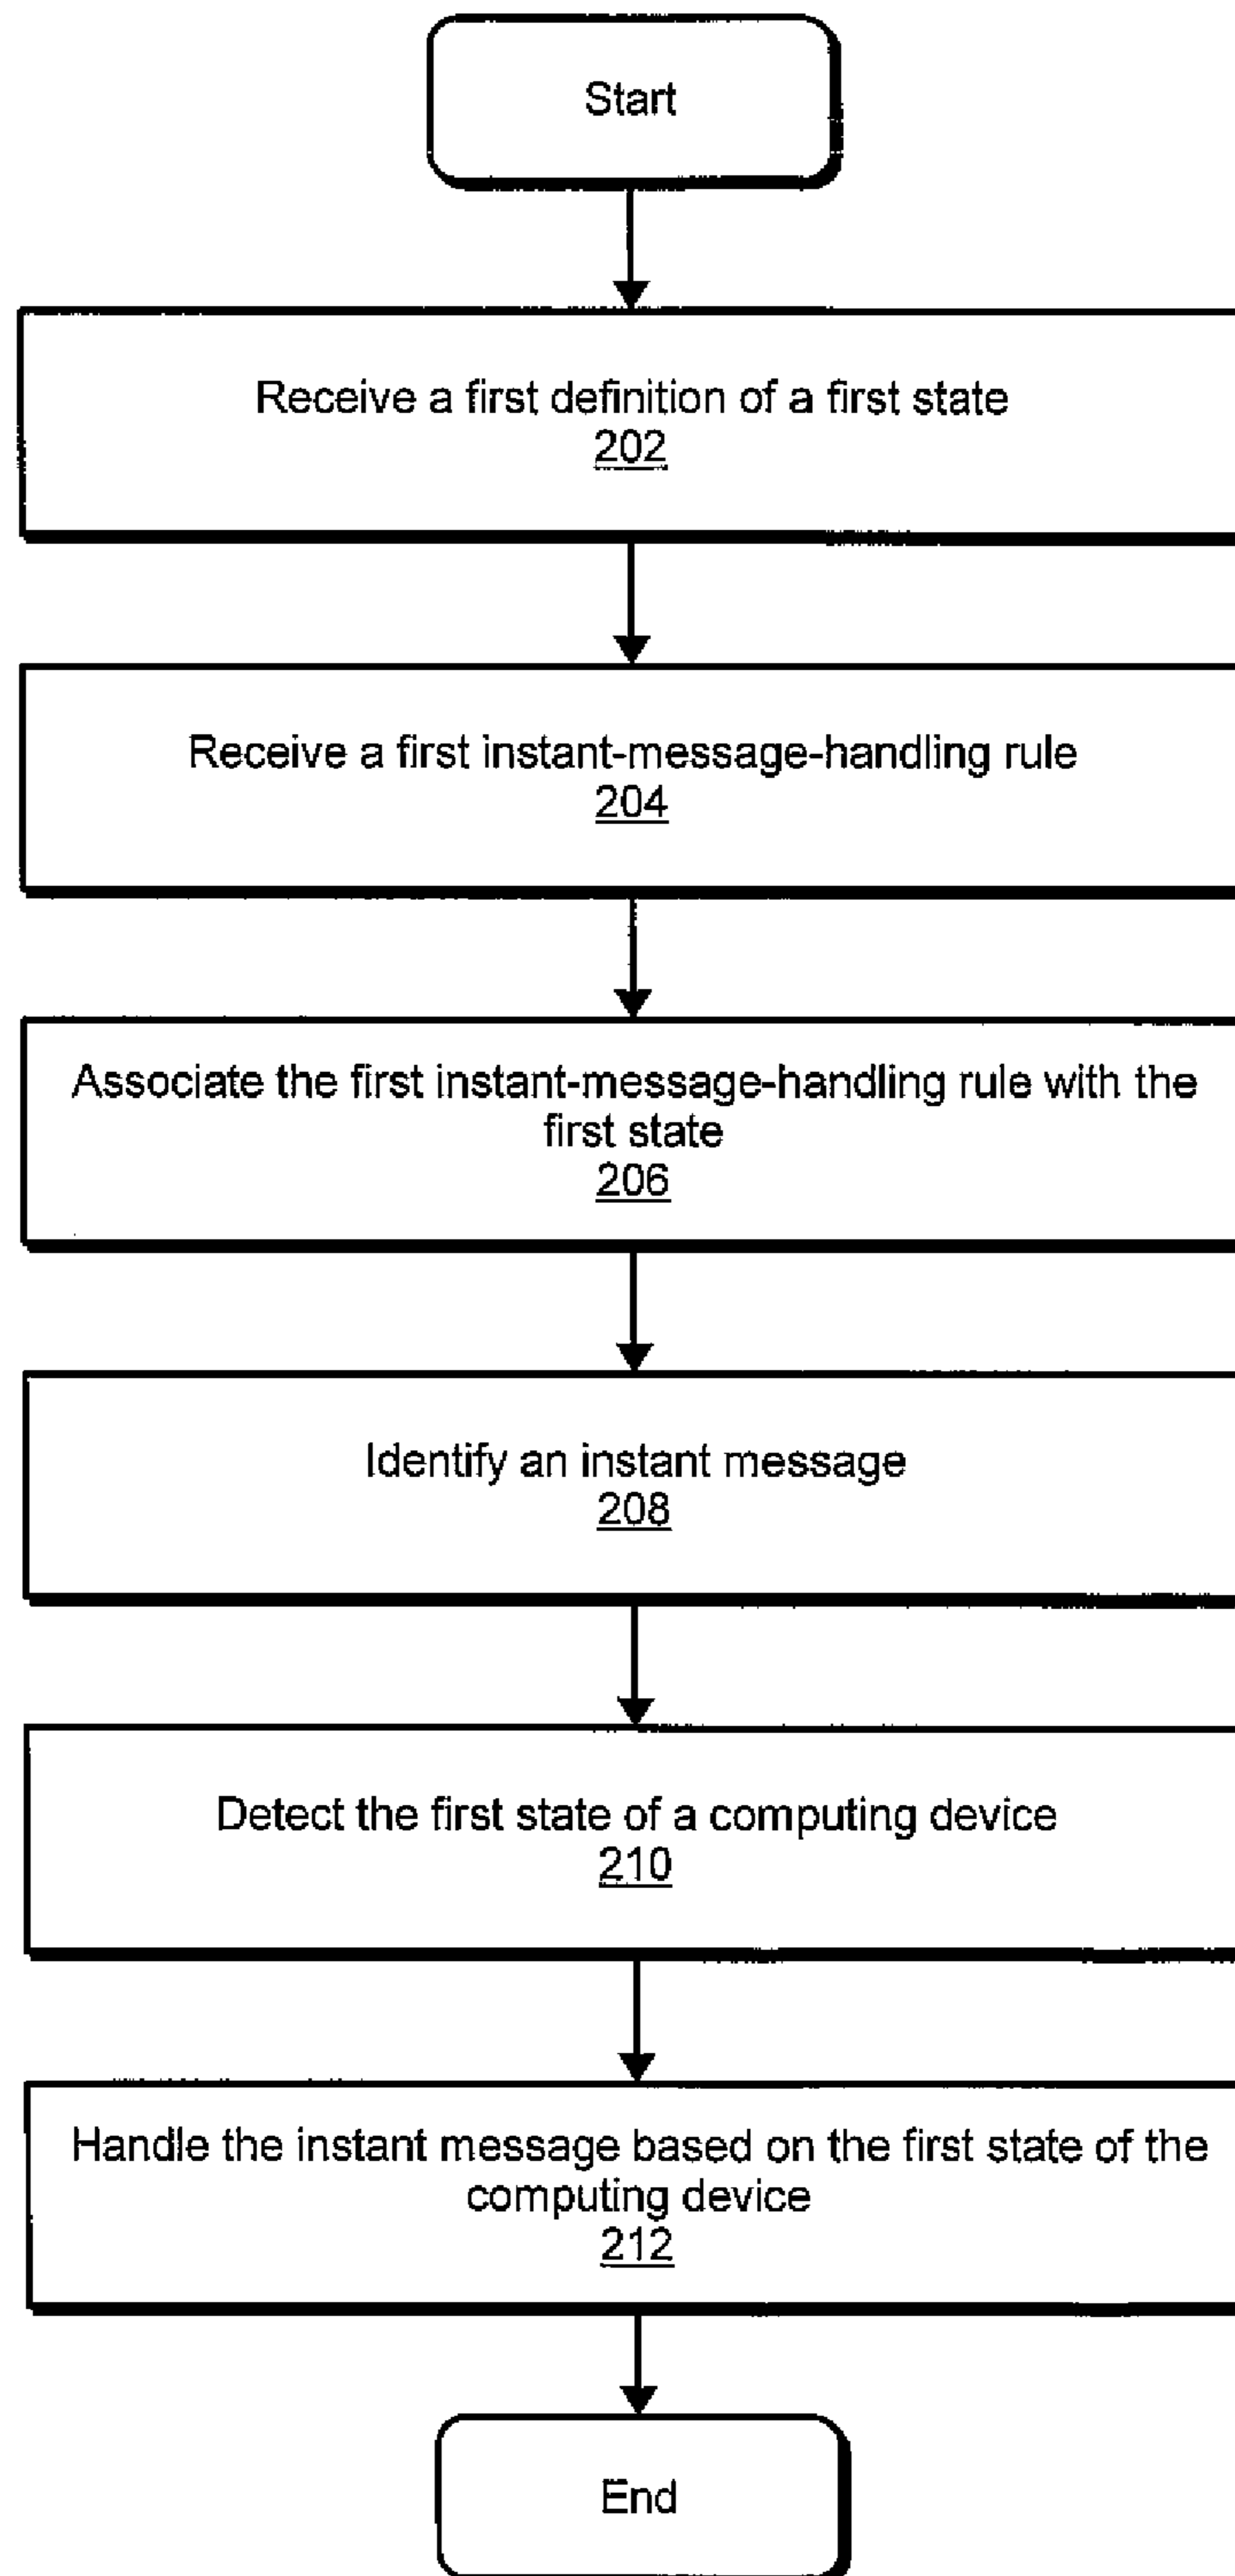 Start
Receive a first definition of a first state
202
Receive a first instant-message-handling rule
204
Associate the first instant-message-handling rule with the
first state
206
Identify an instant message
208
Detect the first state of a computing device
210
Handle the instant message based on the first state of the
computing device
212
End